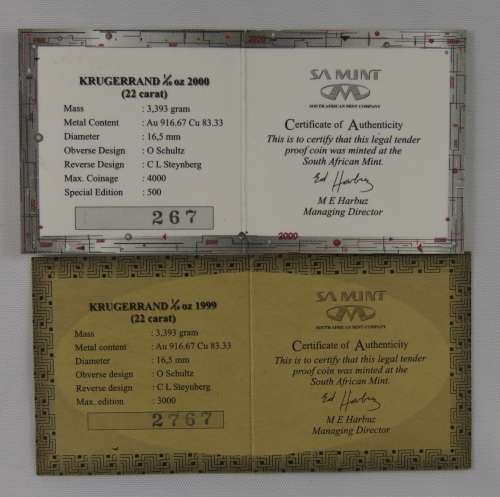 KRUGERRAND 1/10 oz 2000
(22 carat)
Mass : 3,393 gram
Metal Content : Au 916.67 Cu 83.33
Diameter : 16,5 mm
Obverse Design : O Schultz
Reverse Design : C L Steynberg
Max. Coinage : 4000
Special Edition : 500
267
2000
SA MINT
SOUTH AFRICAN MINT COMPANY
Certificate of Authenticity
This is to certify that this legal tender
proof coin was minted at the
South African Mint.
Ed Harbuz
M E Harbuz
Managing Director
2000
KRUGERRAND 1/10 oz 1999
(22 carat)
Mass : 3,393 gram
Metal content : Au 916.67 Cu 83.33
Diameter : 16,5 mm
Obverse design : O Schultz
Reverse design : C L Steynberg
Max. edition : 3000
2767
SA MINT
SOUTH AFRICAN MINT COMPANY
Certificate of Authenticity
This is to certify that this legal tender
proof coin was minted at the
South African Mint.
Ed Harbuz
M E Harbuz
Managing Director